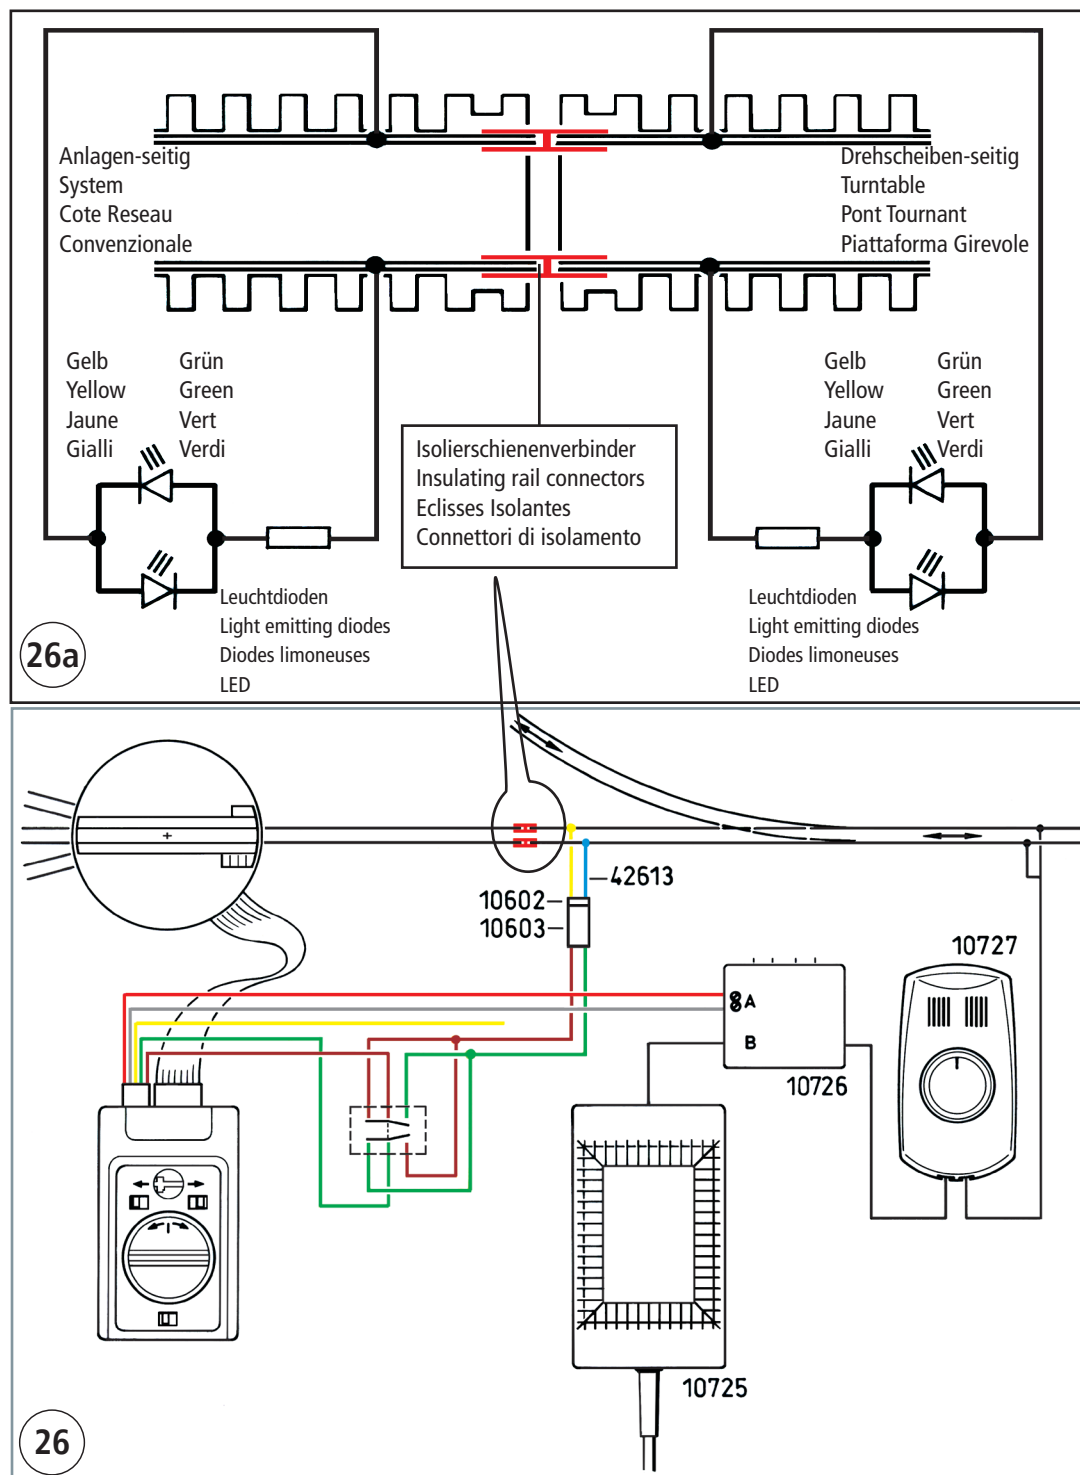 Anlagen-seitig
System
Cote Reseau
Convenzionale
Drehscheiben-seitig
Turntable
Pont Tournant
Piattaforma Girevole
Gelb Grün
Yellow Green
Jaune Vert
Gialli Verdi
Gelb Grün
Yellow Green
Jaune Vert
Gialli Verdi
Isolierschienenverbinder
Insulating rail connectors
Eclisses Isolantes
Connettori di isolamento
Leuchtdioden
Light emitting diodes
Diodes limoneuses
LED
Leuchtdioden
Light emitting diodes
Diodes limoneuses
LED
26a
42613
10602
10603
10727
A
B
10726
10725
26